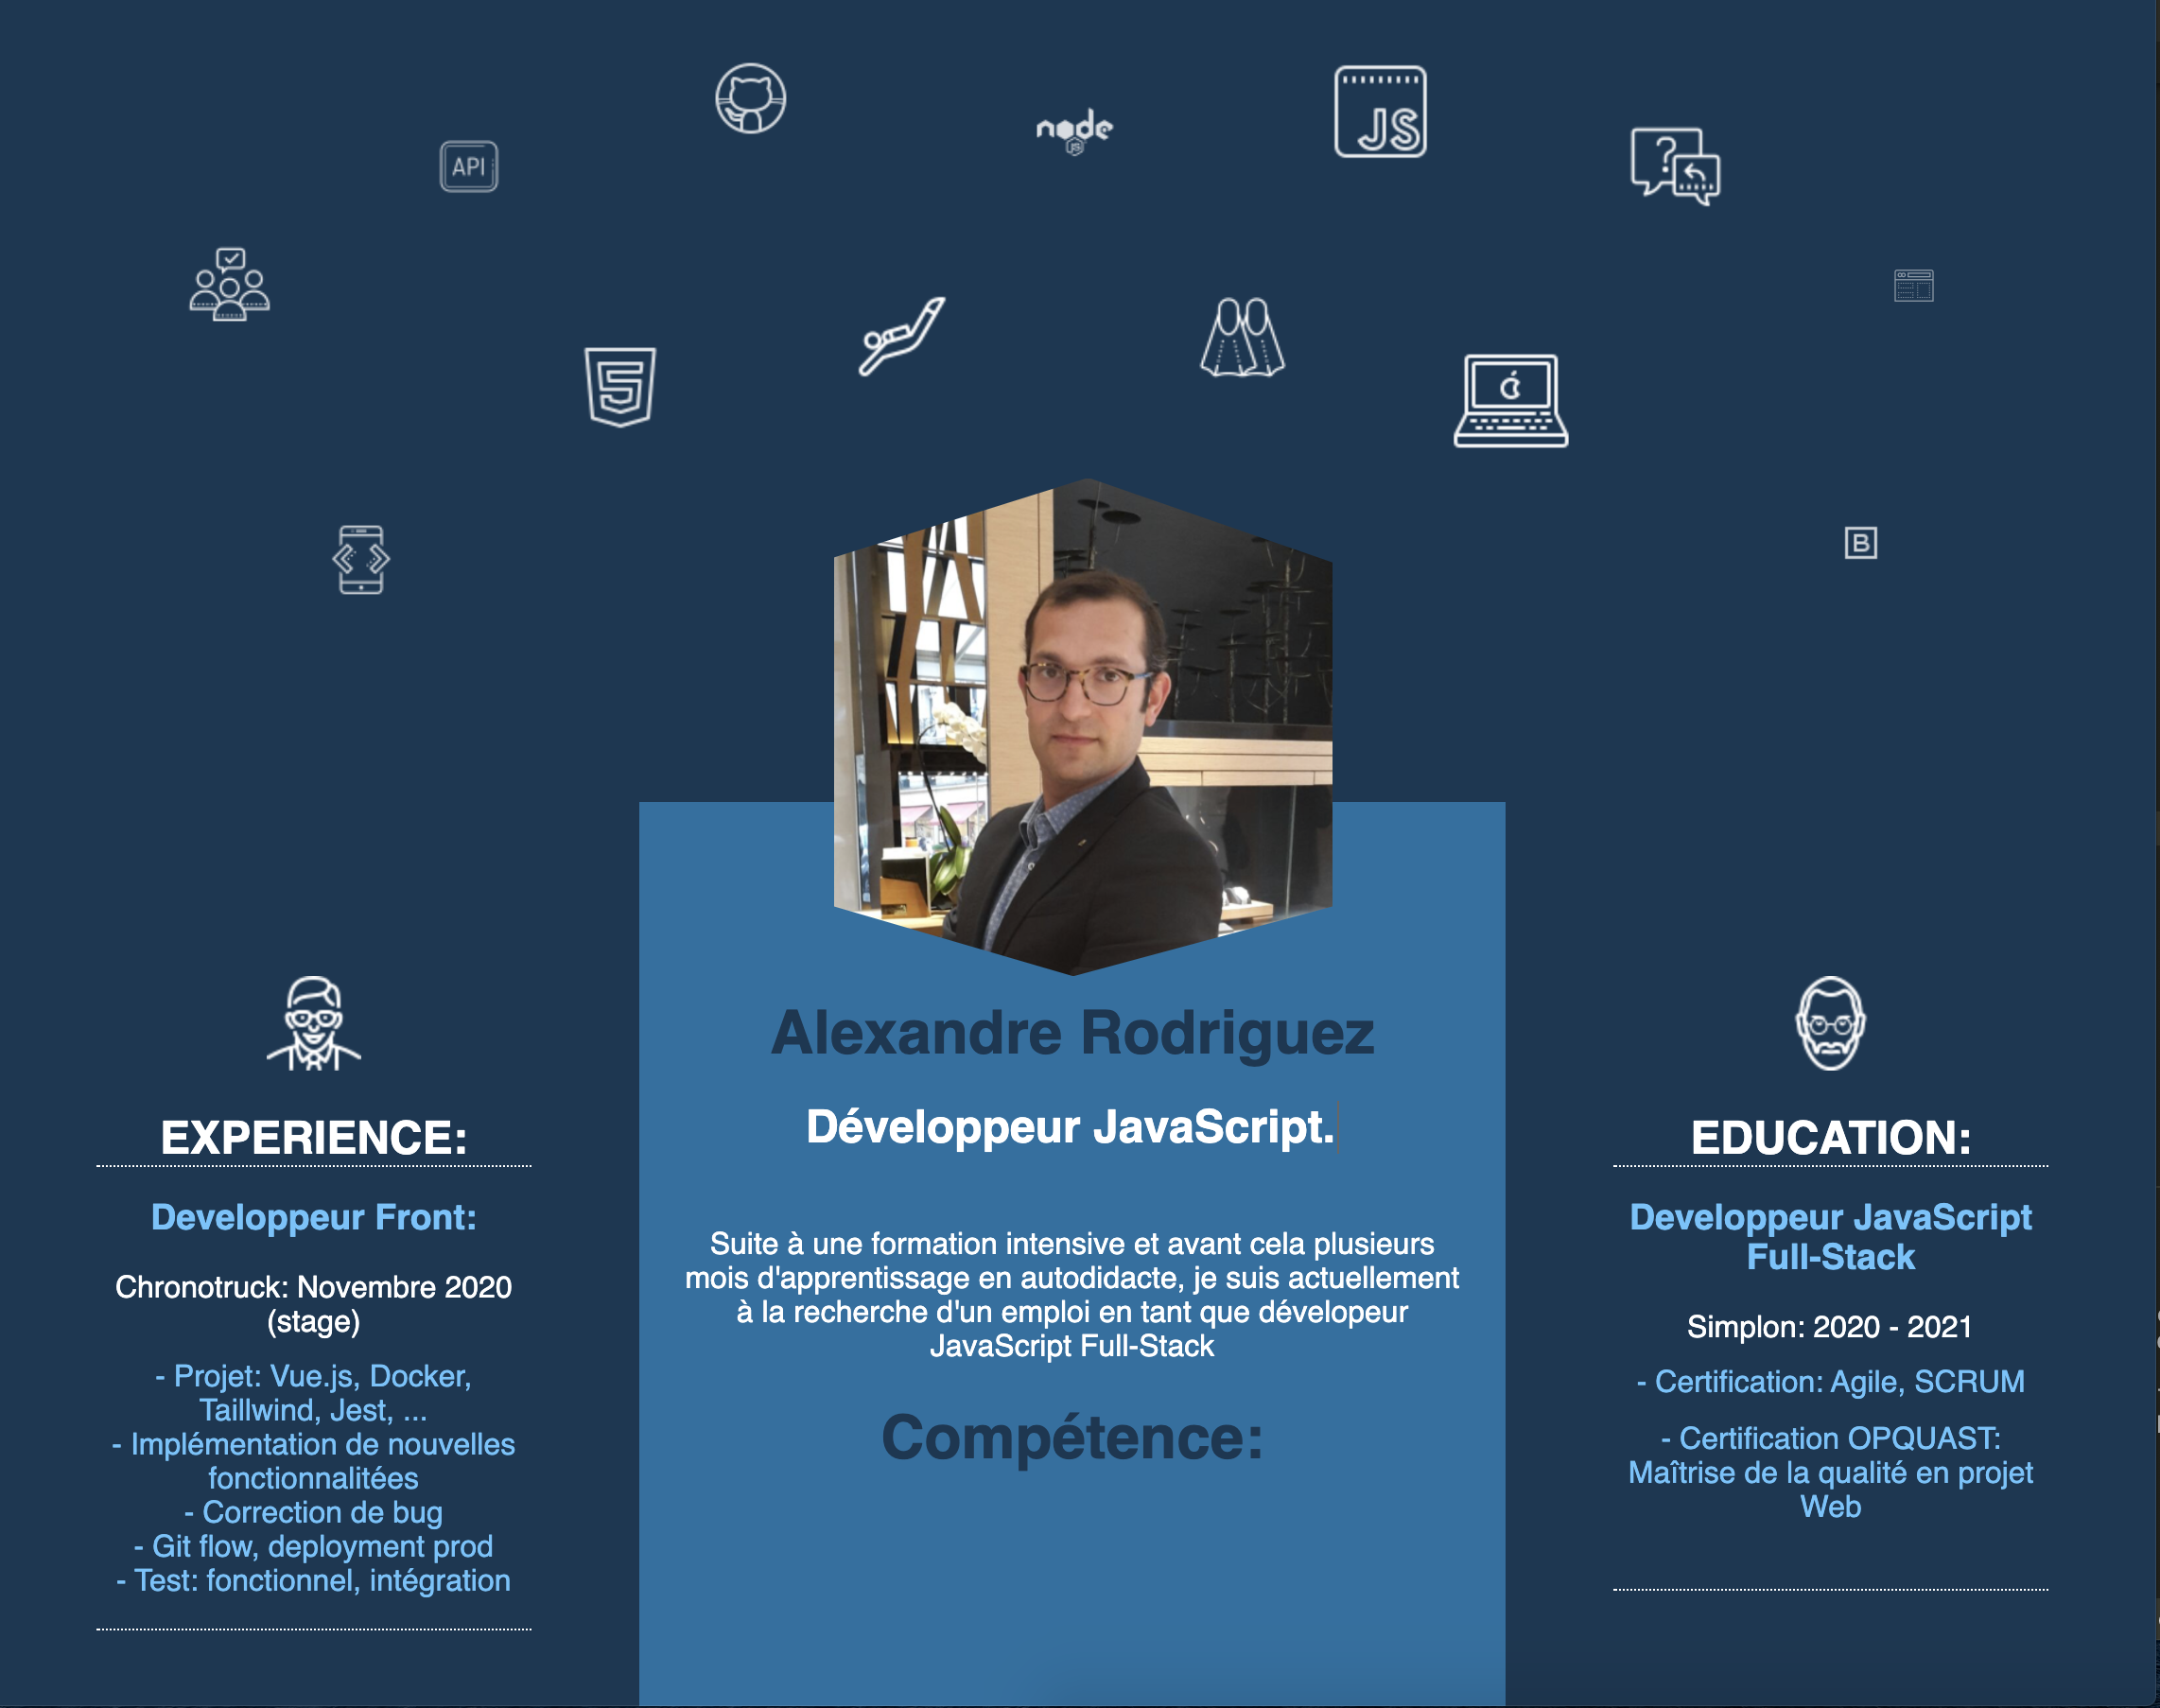 API
node
JS
JS
5
B
Alexandre Rodriguez
Développeur JavaScript.
Suite à une formation intensive et avant cela plusieurs
mois d'apprentissage en autodidacte, je suis actuellement
à la recherche d'un emploi en tant que dévelopeur
JavaScript Full-Stack
Compétence:
EXPERIENCE:
Developpeur Front:
Chronotruck: Novembre 2020
(stage)
- Projet: Vue.js, Docker,
Taillwind, Jest, ...
- Implémentation de nouvelles
fonctionnalitées
- Correction de bug
- Git flow, deployment prod
- Test: fonctionnel, intégration
EDUCATION:
Developpeur JavaScript
Full-Stack
Simplon: 2020 - 2021
- Certification: Agile, SCRUM
- Certification OPQUAST:
Maîtrise de la qualité en projet
Web